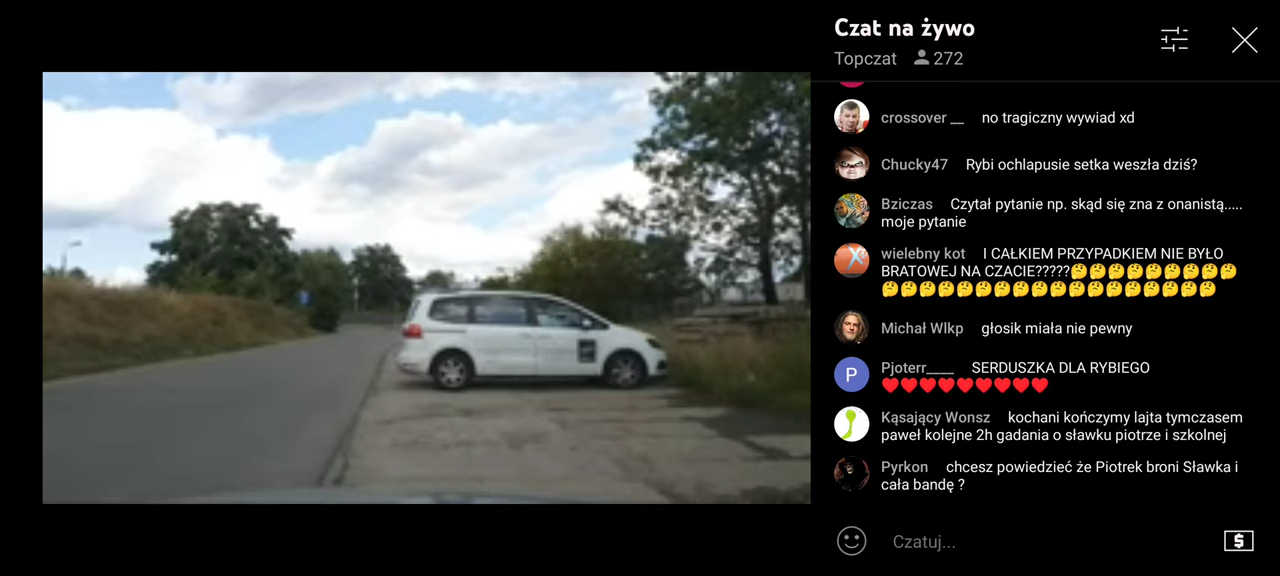 Czat na żywo
Topczat 272
crossover __ no tragiczny wywiad xd
Chucky47 Rybi ochlapusie setka weszła dziś?
Bziczas Czytał pytanie np. skąd się zna z onanistą.....
moje pytanie
wielebny kot I CAŁKIEM PRZYPADKIEM NIE BYŁO
BRATOWEJ NA CZACIE?????🤔🤔🤔🤔🤔🤔🤔🤔🤔
🤔🤔🤔🤔🤔🤔🤔🤔🤔🤔🤔🤔🤔🤔🤔🤔🤔🤔
Michał Wlkp głosik miała nie pewny
P Pjoterr____ SERDUSZKA DLA RYBIEGO
❤️❤️❤️❤️❤️❤️❤️❤️❤️
Kąsający Wonsz kochani kończymy lajta tymczasem
paweł kolejne 2h gadania o sławku piotrze i szkolnej
Pyrkon chcesz powiedzieć że Piotrek broni Sławka i
cała bandę ?
Czatuj... $